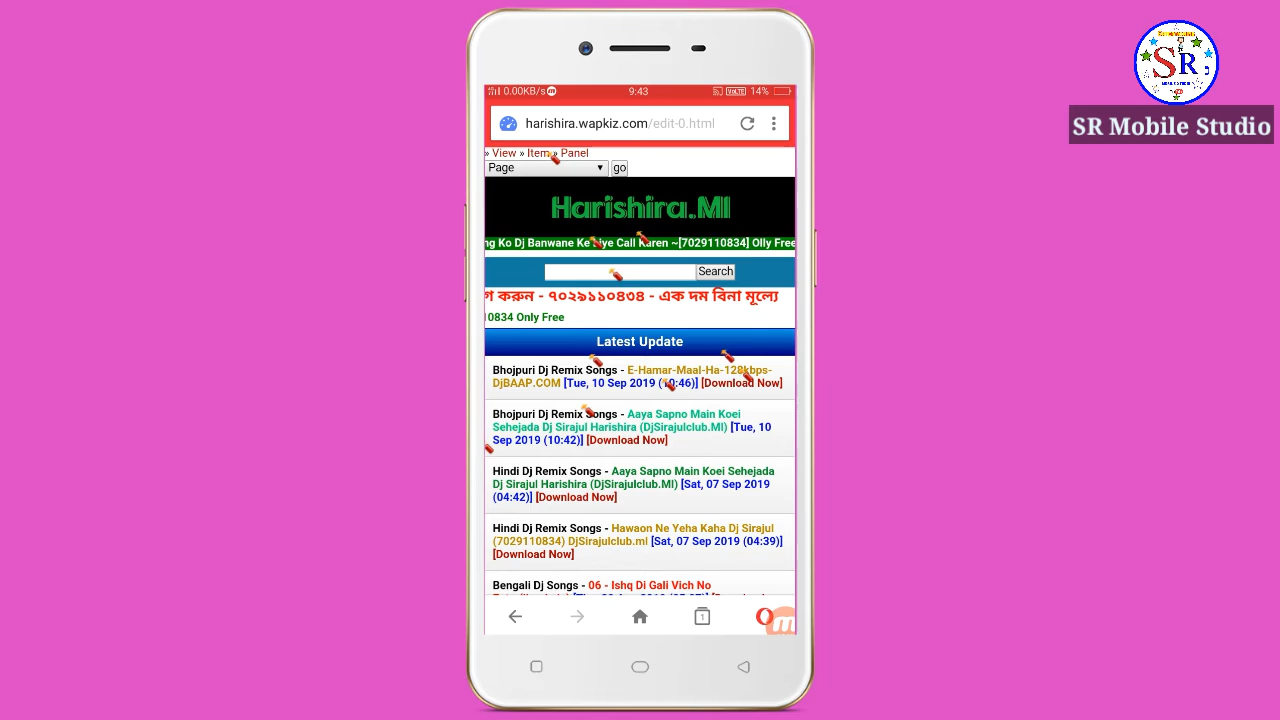 SR
SR Mobile Studio
0.00KB/s
9:43
VoLTE 14%
harishira.wapkiz.com/edit-0.html
» View » Item » Panel
Page ▼ go
Harishira.Ml
ng Ko Dj Banwane Ke Liye Call Karen ~[7029110834] Olly Free
Search
গ করুন - ৭০২৯১১০৪৩৪ - এক দম বিনা মূল্যে
10834 Only Free
Latest Update
Bhojpuri Dj Remix Songs - E-Hamar-Maal-Ha-128kbps-
DjBAAP.COM [Tue, 10 Sep 2019 (10:46)] [Download Now]
Bhojpuri Dj Remix Songs - Aaya Sapno Main Koei
Sehejada Dj Sirajul Harishira (DjSirajulclub.Ml) [Tue, 10
Sep 2019 (10:42)] [Download Now]
Hindi Dj Remix Songs - Aaya Sapno Main Koei Sehejada
Dj Sirajul Harishira (DjSirajulclub.Ml) [Sat, 07 Sep 2019
(04:42)] [Download Now]
Hindi Dj Remix Songs - Hawaon Ne Yeha Kaha Dj Sirajul
(7029110834) DjSirajulclub.ml [Sat, 07 Sep 2019 (04:39)]
[Download Now]
Bengali Dj Songs - 06 - Ishq Di Gali Vich No
1